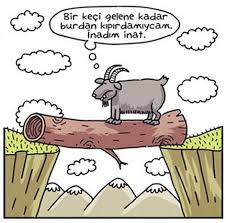 Bir keçi gelene kadar
burdan kıpırdamıycam.
İnadım inat.